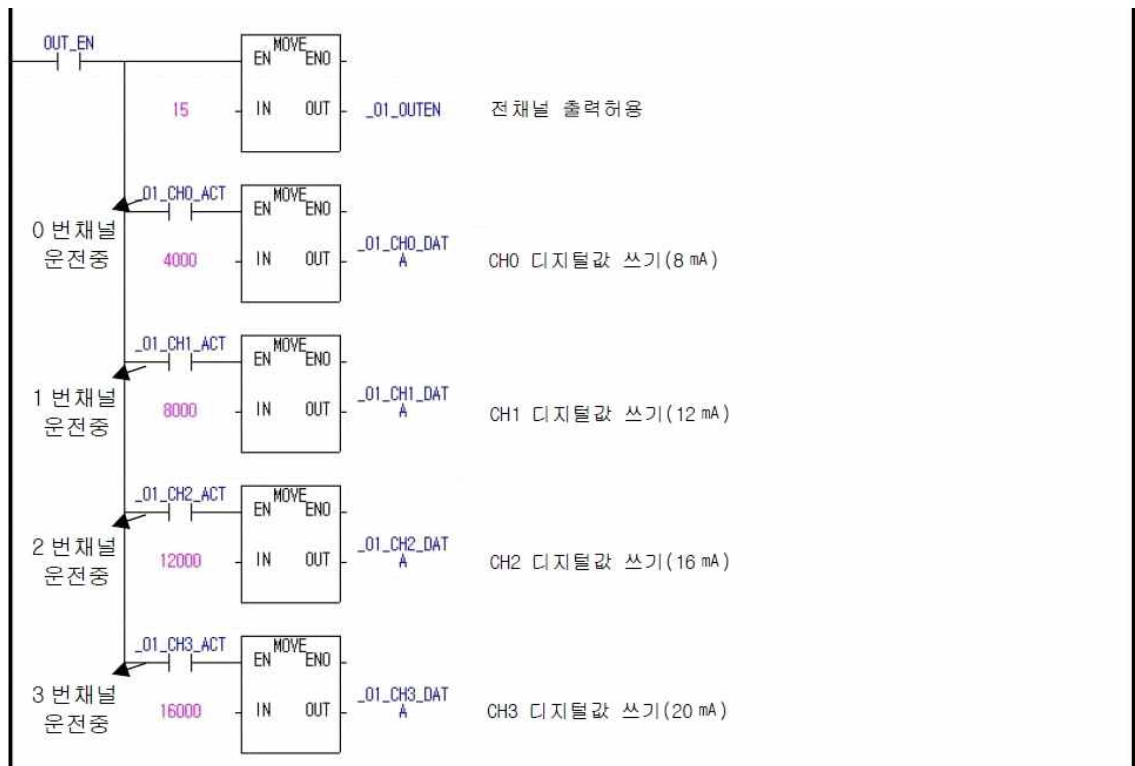 OUT_EN
MOVE
EN ENO
15 IN OUT _01_OUTEN 전채널 출력허용
_01_CH0_ACT
MOVE
EN ENO
0 번채널
운전중
4000 IN OUT _01_CH0_DAT
A
CH0 디지털값 쓰기(8 mA)
_01_CH1_ACT
MOVE
EN ENO
1 번채널
운전중
8000 IN OUT _01_CH1_DAT
A
CH1 디지털값 쓰기(12 mA)
_01_CH2_ACT
MOVE
EN ENO
2 번채널
운전중
12000 IN OUT _01_CH2_DAT
A
CH2 디지털값 쓰기(16 mA)
_01_CH3_ACT
MOVE
EN ENO
3 번채널
운전중
16000 IN OUT _01_CH3_DAT
A
CH3 디지털값 쓰기(20 mA)